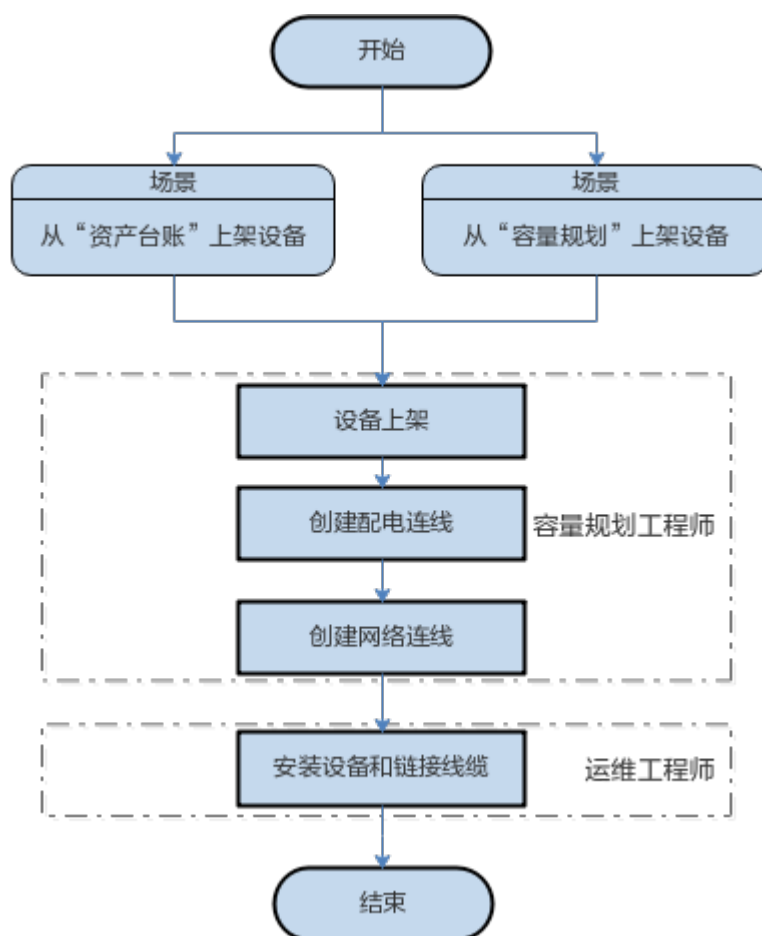 开始
场景
从“资产台账”上架设备
场景
从“容量规划”上架设备
设备上架
创建配电连线
容量规划工程师
创建网络连线
安装设备和链接线缆
运维工程师
结束